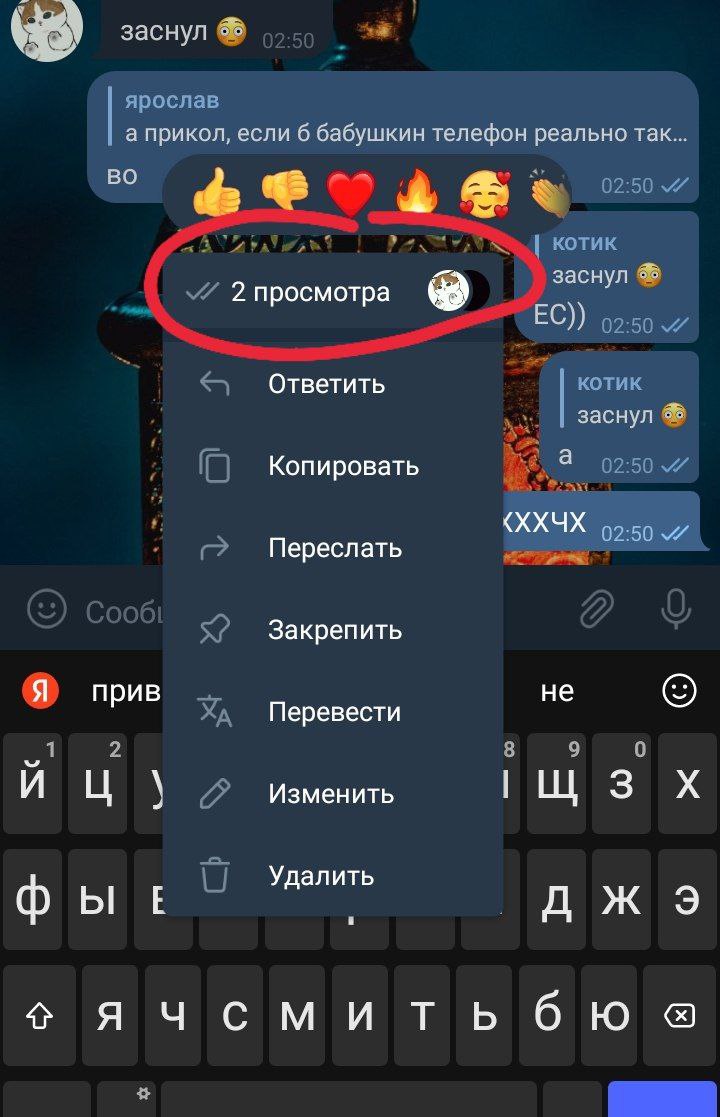 заснул 😳 02:50
ярослав
а прикол, если б бабушкин телефон реально так...
во 02:50
👍 👎 ❤️ 🔥 🥰 👏
котик
заснул 😳
ЕС)) 02:50
2 просмотра
Ответить
котик
заснул 😳
а 02:50
Копировать
ХХХЧХ 02:50
Переслать
Закрепить
Я прив не
Перевести
1 2 8 9 0
й ц щ з х
Изменить
Удалить
ф ы д ж э
я ч с м и т ь б ю